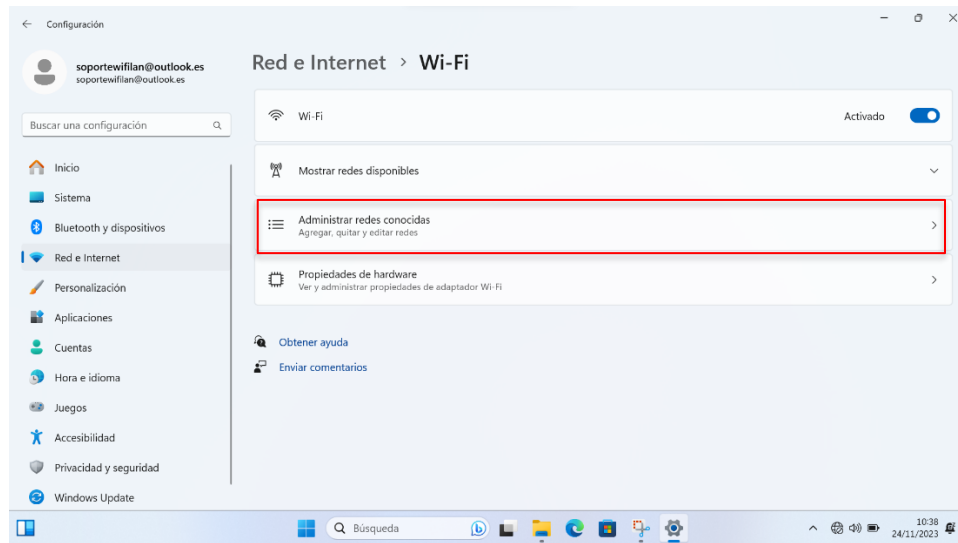 Configuración
soportewifilan@outlook.es
soportewifilan@outlook.es
Buscar una configuración
Inicio
Sistema
Bluetooth y dispositivos
Red e Internet
Personalización
Aplicaciones
Cuentas
Hora e idioma
Juegos
Accesibilidad
Privacidad y seguridad
Windows Update
Red e Internet > Wi-Fi
Wi-Fi
Activado
Mostrar redes disponibles
Administrar redes conocidas
Agregar, quitar y editar redes
Propiedades de hardware
Ver y administrar propiedades de adaptador Wi-Fi
Obtener ayuda
Enviar comentarios
Búsqueda
10:38
24/11/2023